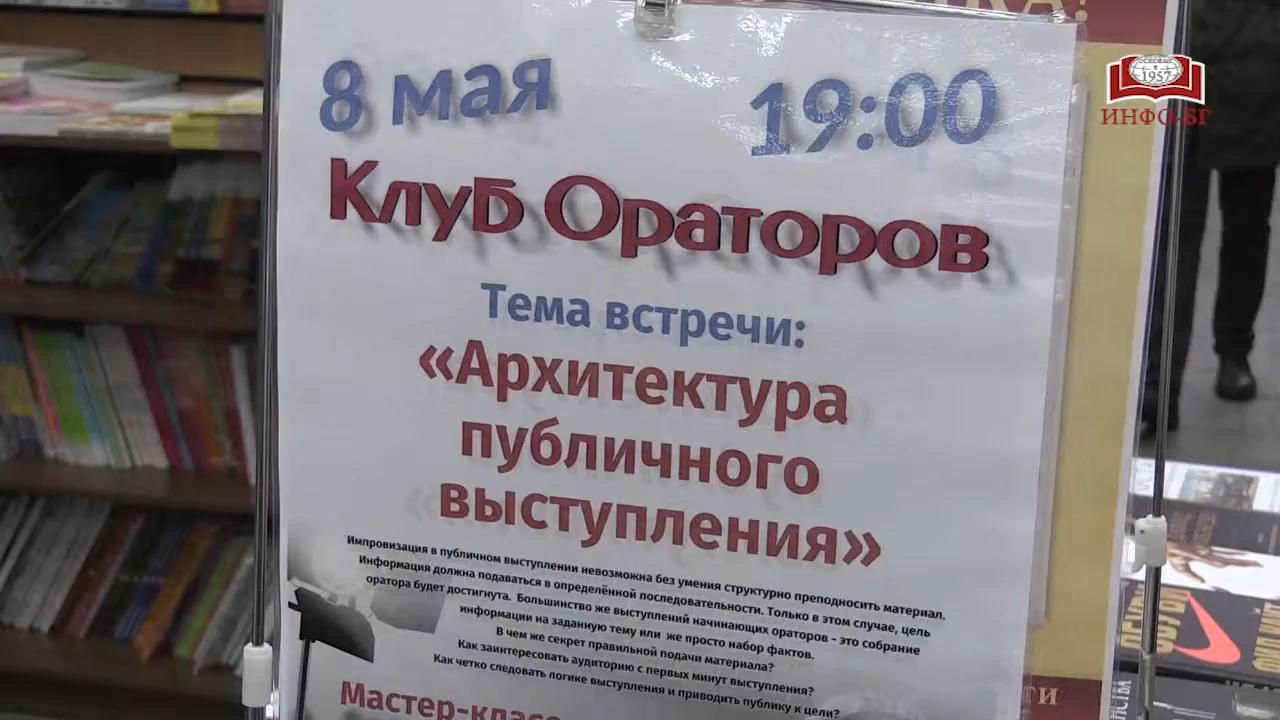 8 мая 19:00
Клуб Ораторов
Тема встречи:
«Архитектура
публичного
выступления»
Импровизация в публичном выступлении невозможна без умения структурно преподносить материал.
Информация должна подаваться в определённой последовательности. Только в этом случае, цель
оратора будет достигнута. Большинство же выступлений начинающих ораторов – это собрание
информации на заданную тему или же просто набор фактов.
В чем же секрет правильной подачи материала?
Как заинтересовать аудиторию с первых минут выступления?
Как четко следовать логике выступления и приводить публику к цели?
Мастер-класс
1957
ИНФО-БГ